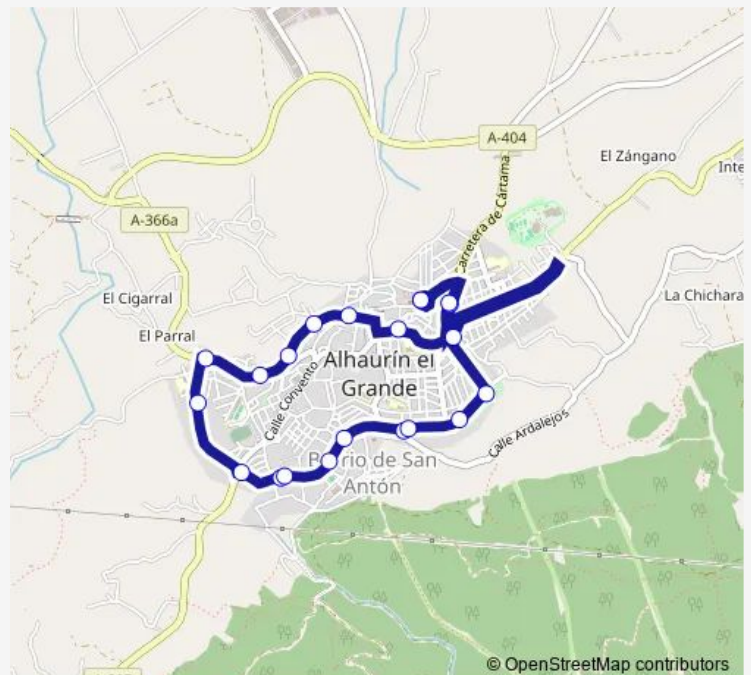 A-404
El Zángano
Inte
Carretera de Cártama
A-366a
El Cigarral
La Chichara
El Parral
Alhaurín el
Grande
Calle Convento
Calle Ardalejos
Barrio de San
Antón
© OpenStreetMap contributors